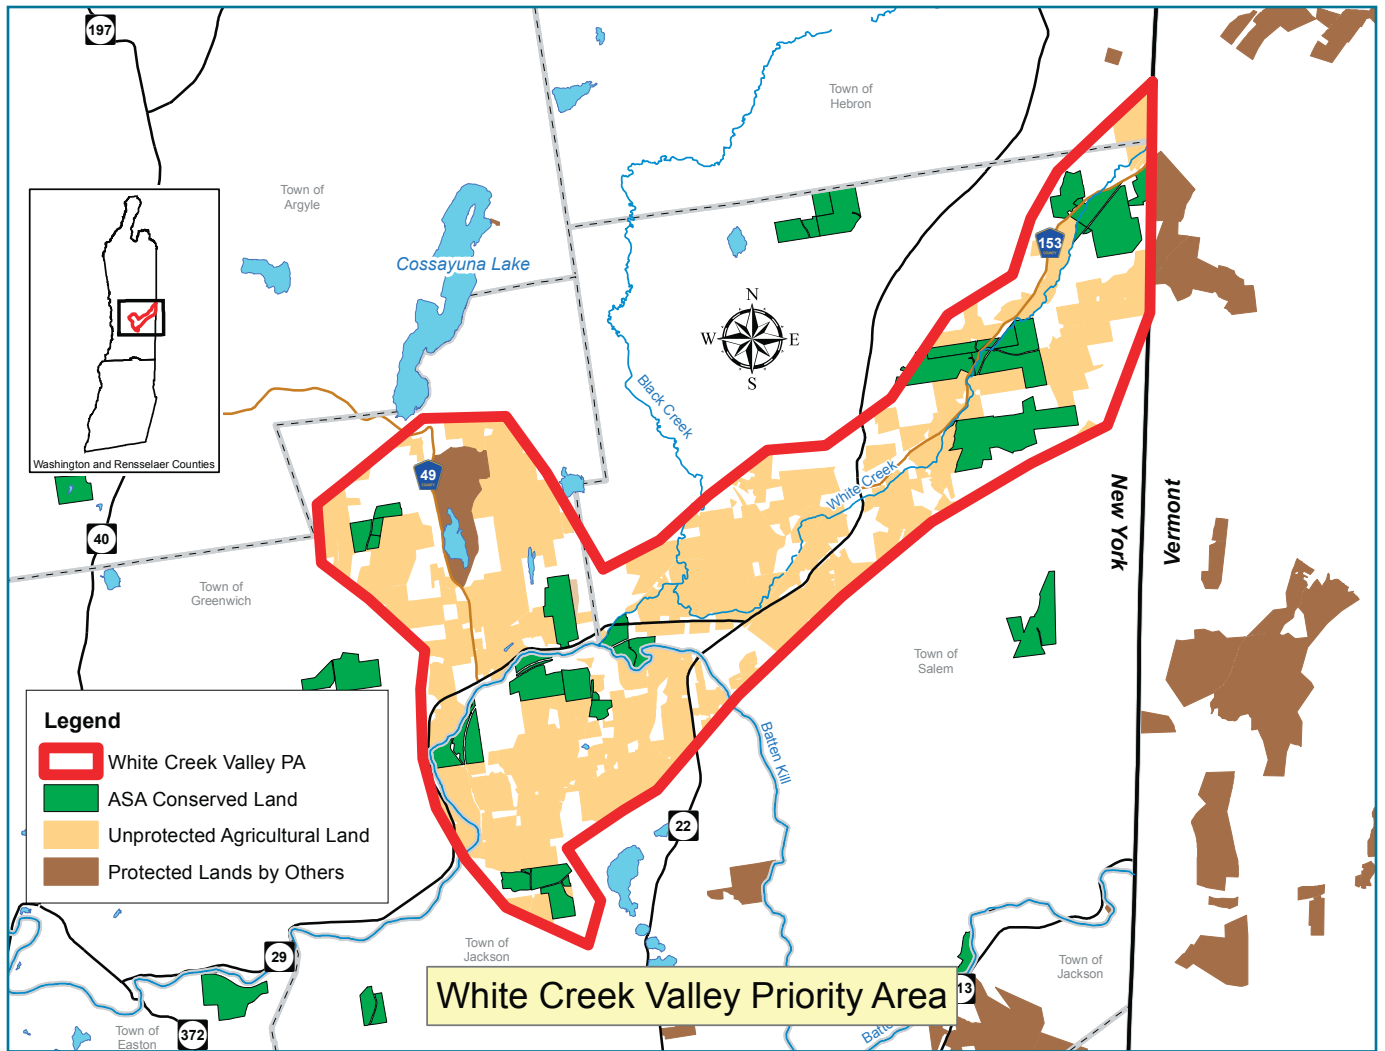 197
Town of
Hebron
Town of
Argyle
153
COUNTY
Cossayuna Lake
N
W
E
S
Black Creek
Washington and Rensselaer Counties
49
COUNTY
White Creek
New York
Vermont
40
Town of
Greenwich
Town of
Salem
Legend
White Creek Valley PA
ASA Conserved Land
Unprotected Agricultural Land
Protected Lands by Others
Batten Kill
22
29
Town of
Jackson
Town of
Jackson
White Creek Valley Priority Area
13
372
Town of
Easton